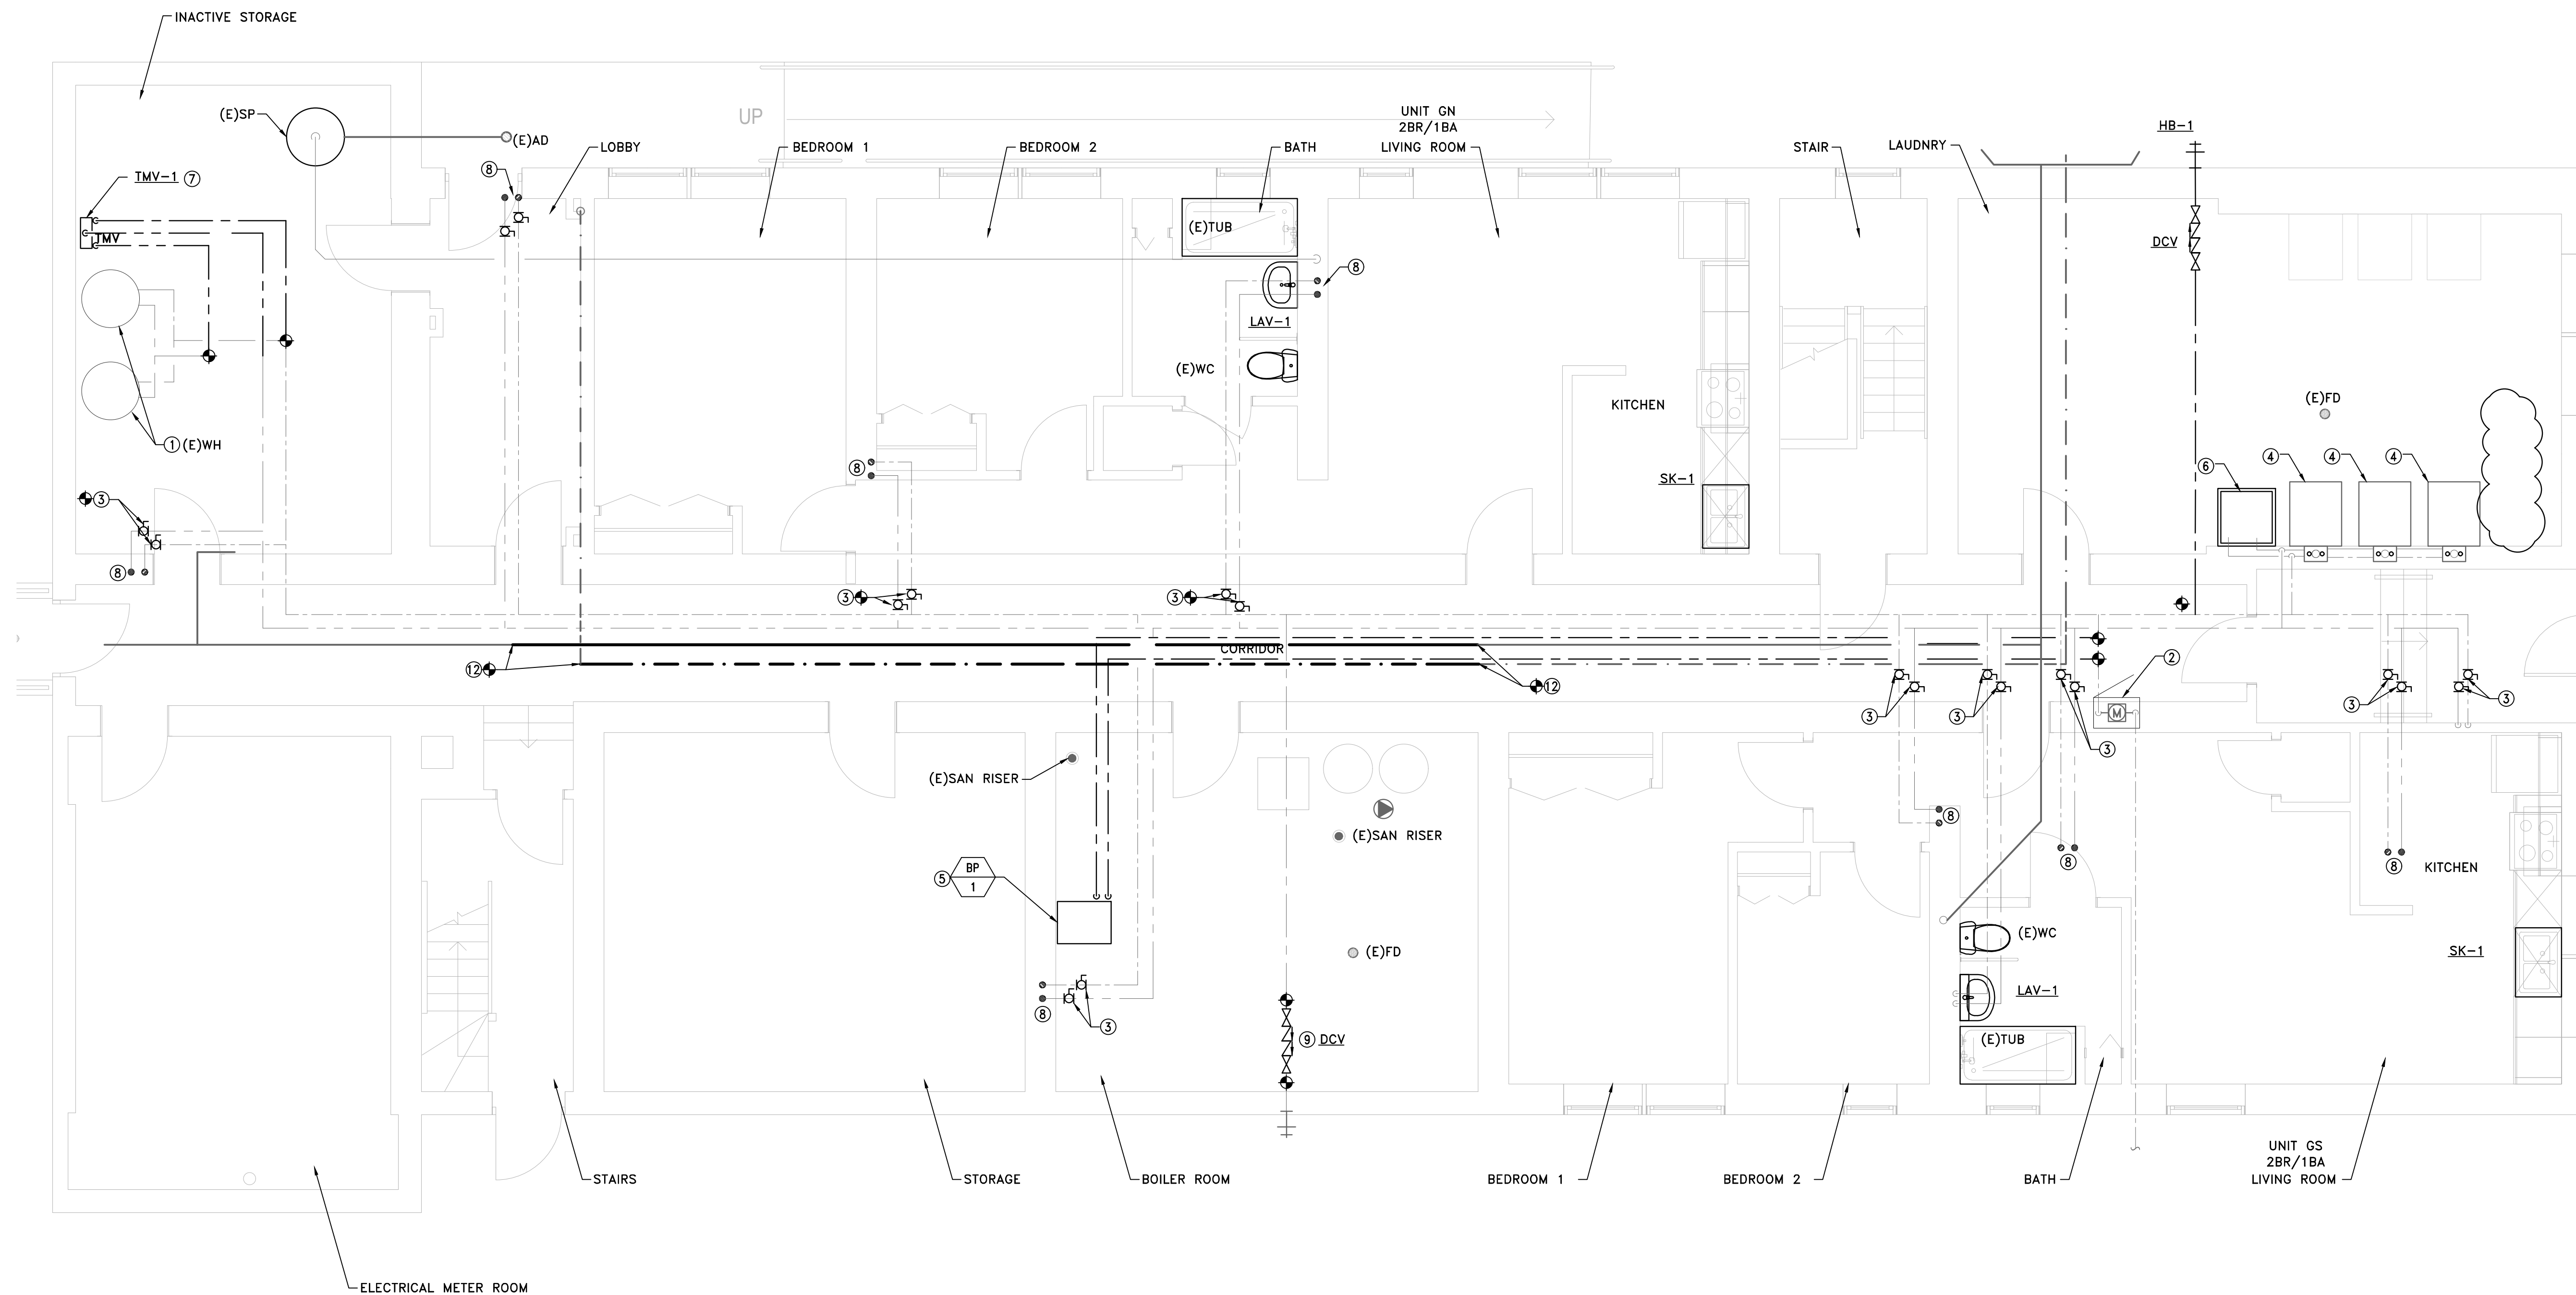 INACTIVE STORAGE
(E)SP
(E)AD
UP
UNIT GN
2BR/1BA
LIVING ROOM
HB-1
LOBBY
BEDROOM 1
BEDROOM 2
BATH
STAIR
LAUDNRY
8
TMV-1 7
TMV
(E)TUB
DCV
8
LAV-1
(E)WC
KITCHEN
(E)FD
1 (E)WH
8
SK-1
6
4
4
4
3
8
3
3
CORRIDOR
12
12
2
3
3
3
3
3
(E)SAN RISER
(E)SAN RISER
8
8
8
KITCHEN
5
BP
1
(E)WC
(E)FD
SK-1
LAV-1
8
3
9 DCV
(E)TUB
UNIT GS
2BR/1BA
LIVING ROOM
STAIRS
STORAGE
BOILER ROOM
BEDROOM 1
BEDROOM 2
BATH
M
ELECTRICAL METER ROOM